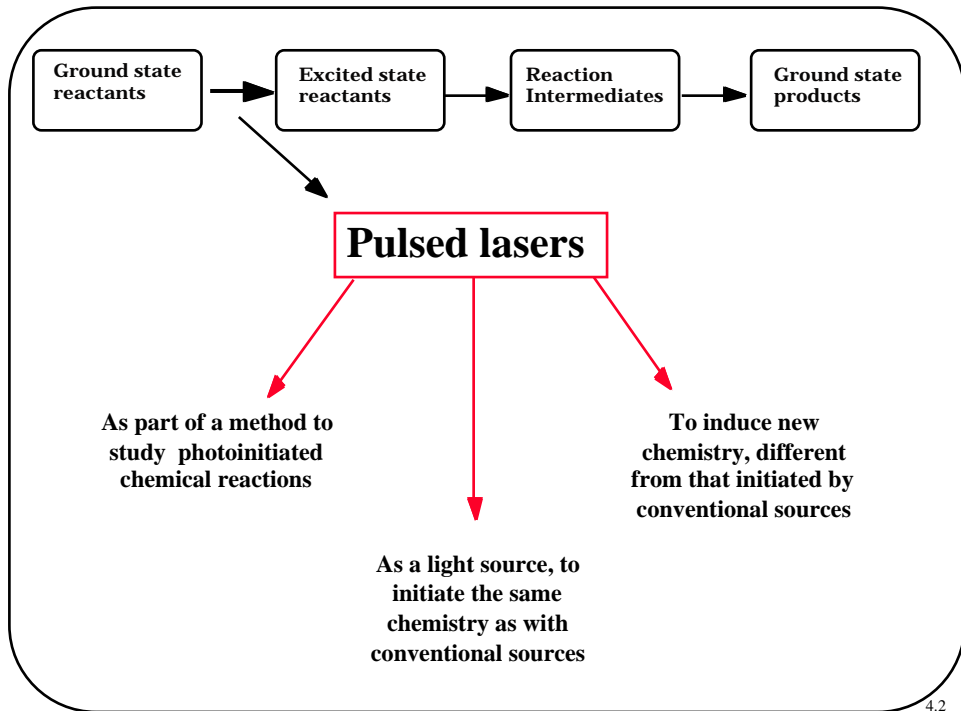 Ground state
reactants
Excited state
reactants
Reaction
Intermediates
Ground state
products
Pulsed lasers
As part of a method to
study photoinitiated
chemical reactions
To induce new
chemistry, different
from that initiated by
conventional sources
As a light source, to
initiate the same
chemistry as with
conventional sources
4.2